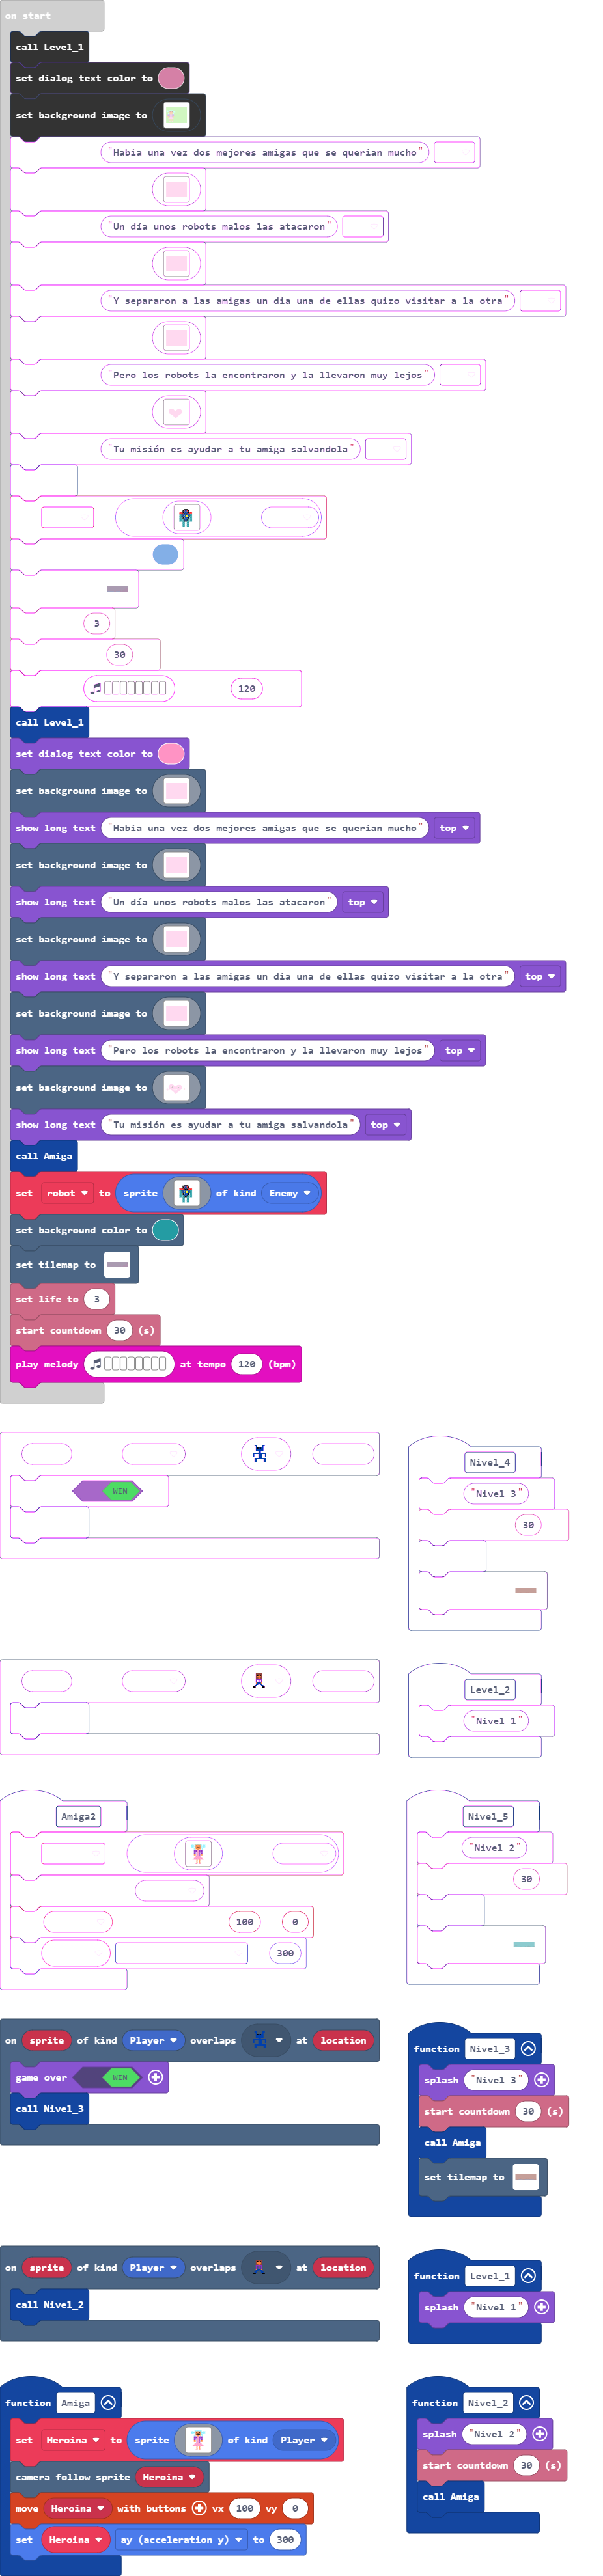 on start
call Level_1
set dialog text color to
set background image to
"Habia una vez dos mejores amigas que se querian mucho"
"Un día unos robots malos las atacaron"
"Y separaron a las amigas un dia una de ellas quizo visitar a la otra"
"Pero los robots la encontraron y la llevaron muy lejos"
"Tu misión es ayudar a tu amiga salvandola"
3
30
120
call Level_1
set dialog text color to
set background image to
show long text "Habia una vez dos mejores amigas que se querian mucho" top
set background image to
show long text "Un día unos robots malos las atacaron" top
set background image to
show long text "Y separaron a las amigas un dia una de ellas quizo visitar a la otra" top
set background image to
show long text "Pero los robots la encontraron y la llevaron muy lejos" top
set background image to
show long text "Tu misión es ayudar a tu amiga salvandola" top
call Amiga
set robot to sprite of kind Enemy
set background color to
set tilemap to
set life to 3
start countdown 30 (s)
play melody at tempo 120 (bpm)
WIN
Nivel_4
"Nivel 3"
30
Level_2
"Nivel 1"
Amiga2
100 0
300
Nivel_5
"Nivel 2"
30
on sprite of kind Player overlaps at location
game over WIN
call Nivel_3
function Nivel_3
splash "Nivel 3"
start countdown 30 (s)
call Amiga
set tilemap to
on sprite of kind Player overlaps at location
call Nivel_2
function Level_1
splash "Nivel 1"
function Amiga
set Heroina to sprite of kind Player
camera follow sprite Heroina
move Heroina with buttons vx 100 vy 0
set Heroina ay (acceleration y) to 300
function Nivel_2
splash "Nivel 2"
start countdown 30 (s)
call Amiga